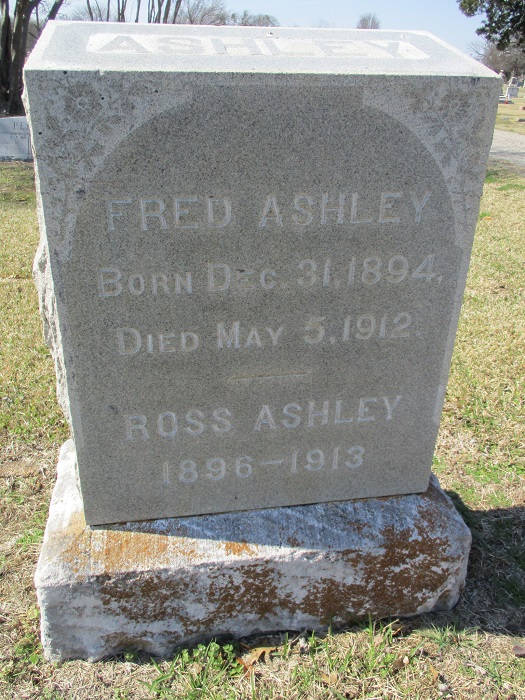 ASHLEY
FRED ASHLEY
BORN DEC. 31, 1894,
DIED MAY 5, 1912.
ROSS ASHLEY
1896–1913